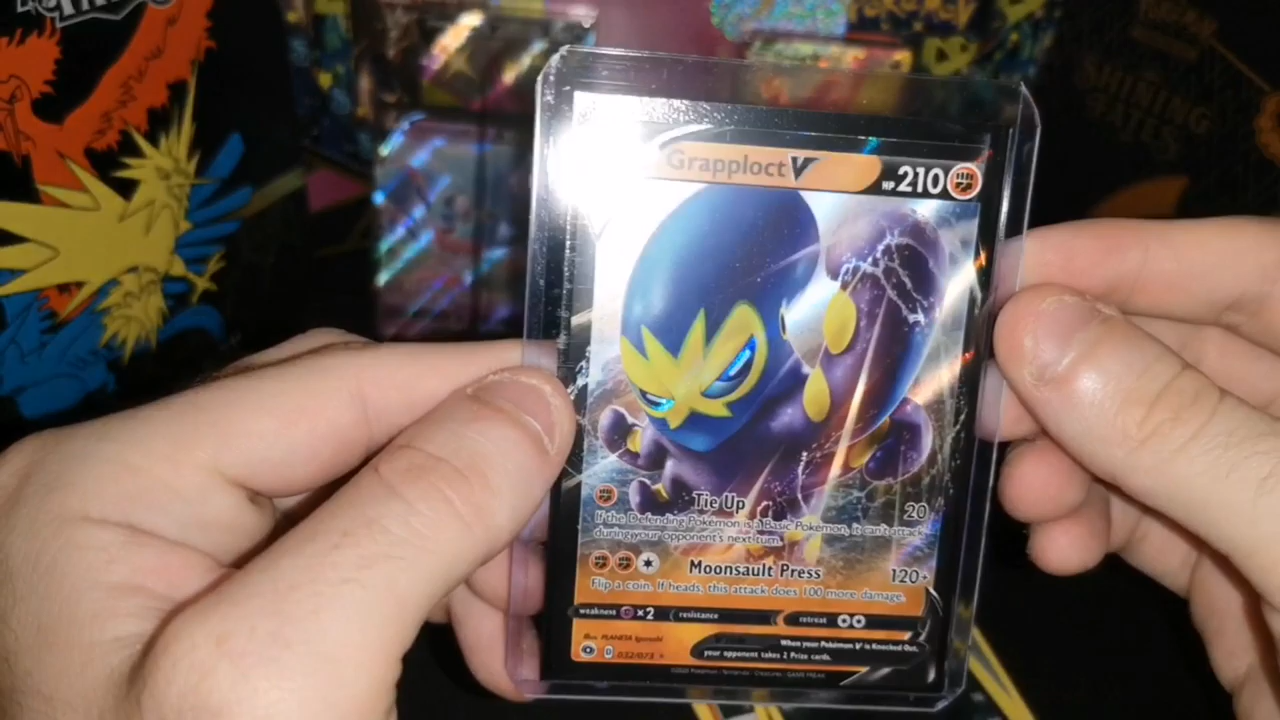 Grapploct V
HP 210
Tie Up 20
If the Defending Pokémon is a Basic Pokémon, it can't attack
during your opponent's next turn.
Moonsault Press 120+
Flip a coin. If heads, this attack does 100 more damage.
weakness ×2 resistance retreat
Illus. PLANETA Igarashi
When your Pokémon V is Knocked Out,
your opponent takes 2 Prize cards.
D 032/073
©2020 Pokémon / Nintendo / Creatures / GAME FREAK
SHINING
FATES